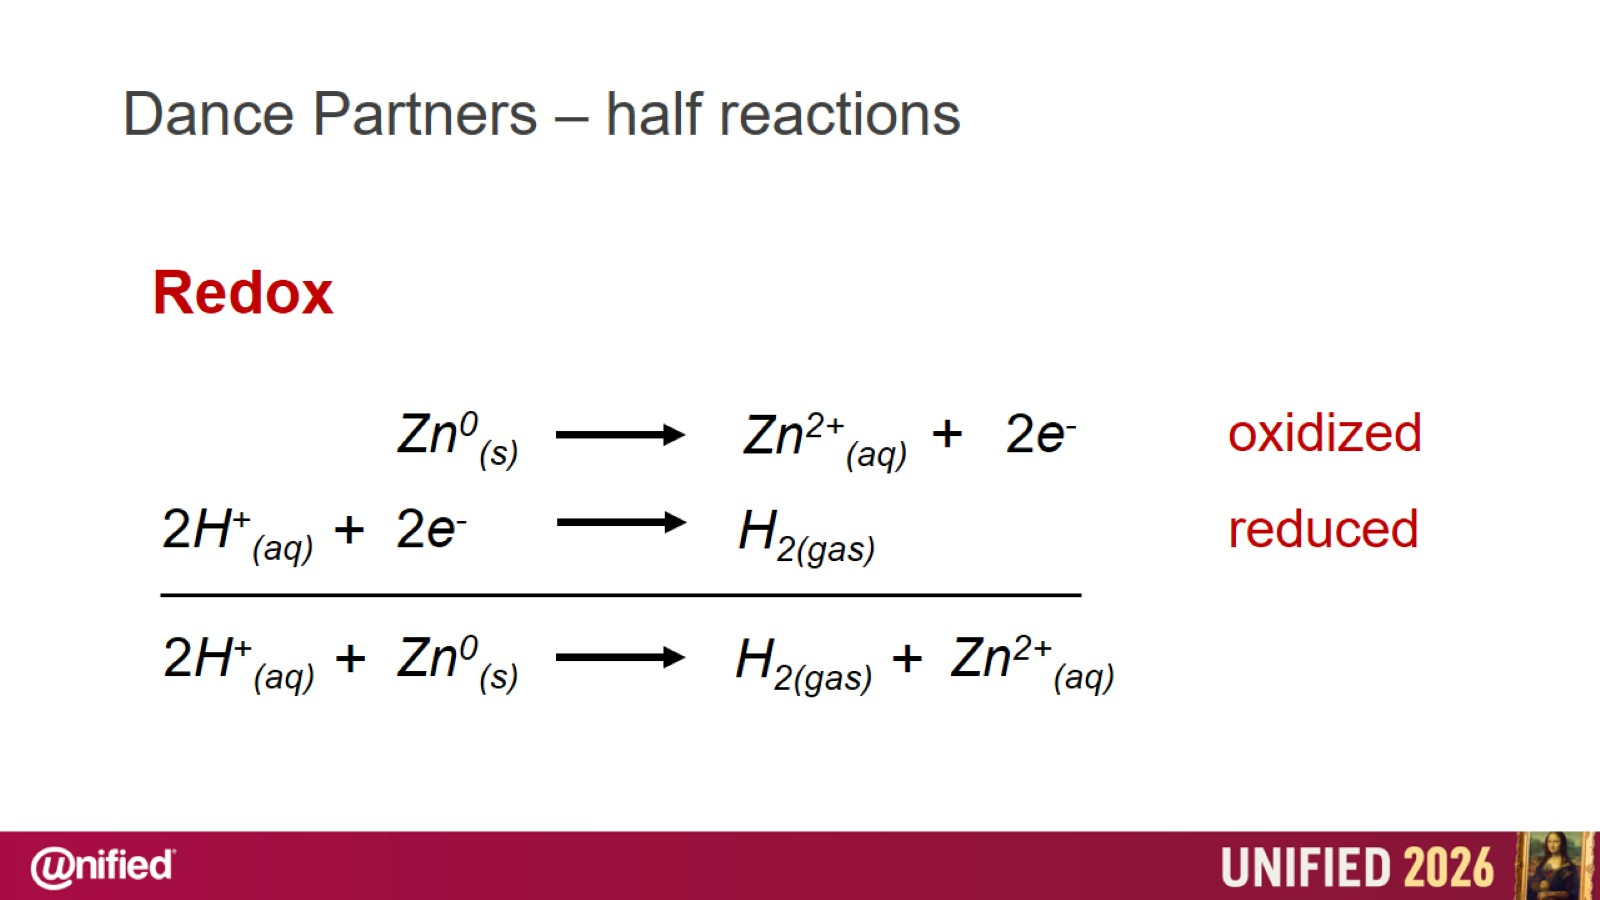 Dance Partners – half reactions
Redox
Zn⁰(s) ⟶ Zn²⁺(aq) + 2e⁻ oxidized
2H⁺(aq) + 2e⁻ ⟶ H₂(gas) reduced
2H⁺(aq) + Zn⁰(s) ⟶ H₂(gas) + Zn²⁺(aq)
unified
UNIFIED 2026